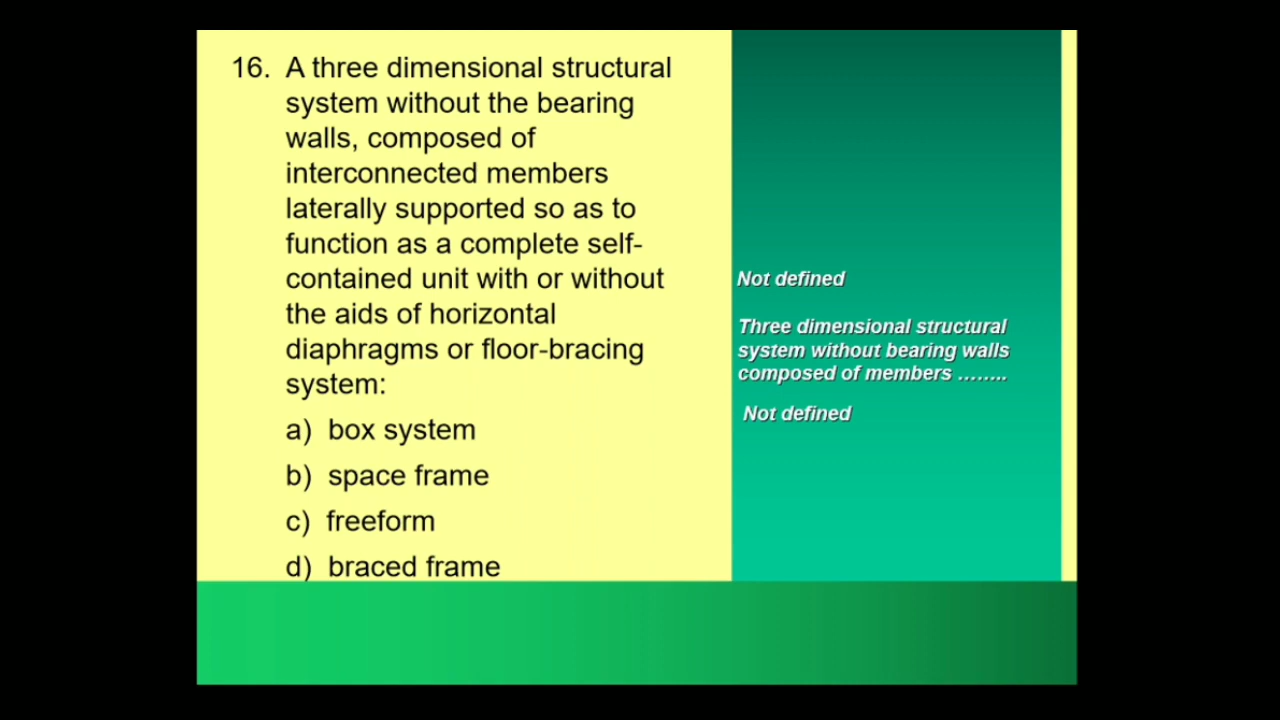 16. A three dimensional structural
system without the bearing
walls, composed of
interconnected members
laterally supported so as to
function as a complete self-
contained unit with or without
the aids of horizontal
diaphragms or floor-bracing
system:
a) box system
b) space frame
c) freeform
d) braced frame
Not defined
Three dimensional structural
system without bearing walls
composed of members ........
Not defined